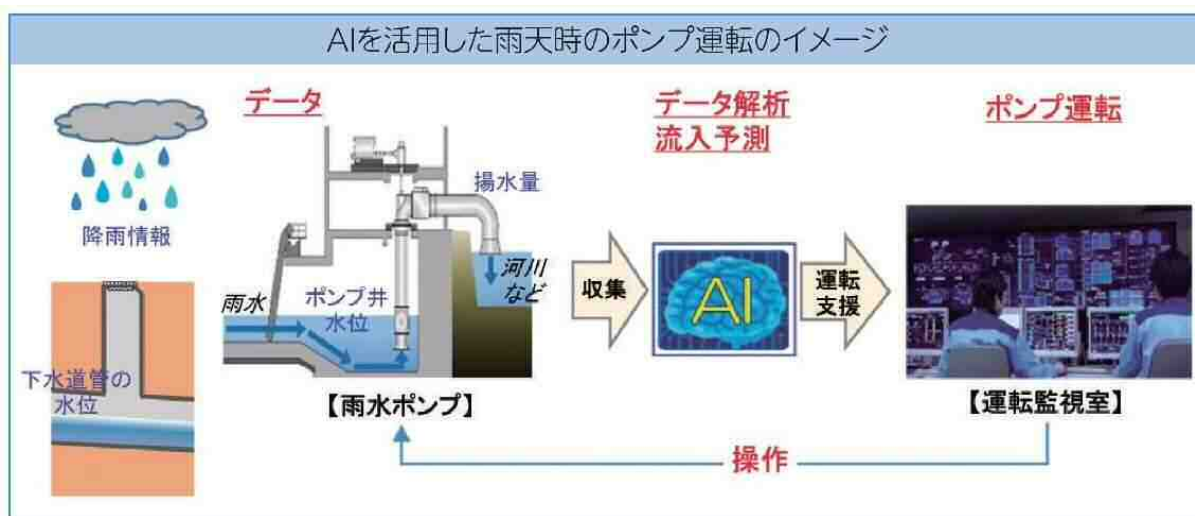 AIを活用した雨天時のポンプ運転のイメージ
データ
データ解析
流入予測
ポンプ運転
降雨情報
揚水量
河川
など
雨水
ポンプ井
水位
下水道管の
水位
収集
AI
運転
支援
【雨水ポンプ】
【運転監視室】
操作